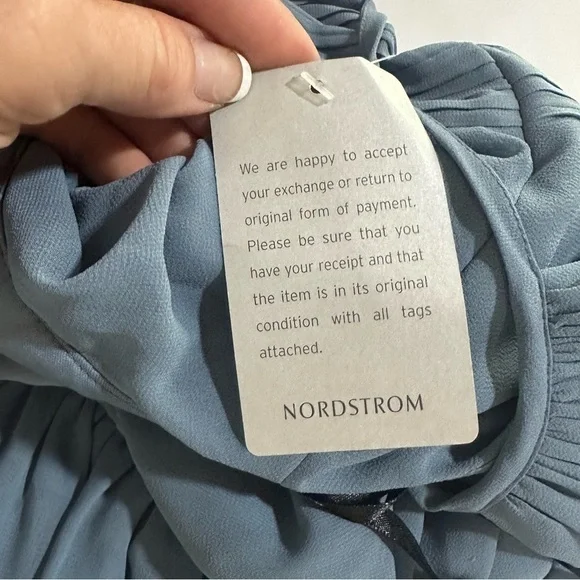 We are happy to accept
your exchange or return to
original form of payment.
Please be sure that you
have your receipt and that
the item is in its original
condition with all tags
attached.
NORDSTROM